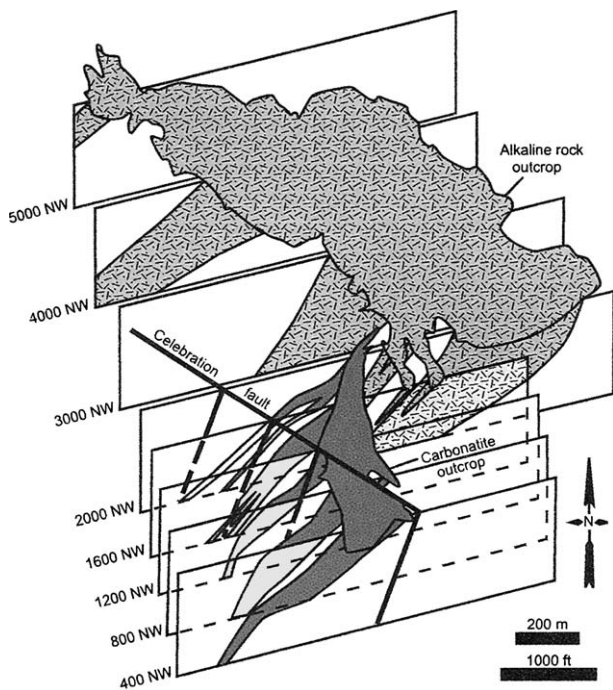 Alkaline rock
outcrop
5000 NW
4000 NW
Celebration
fault
3000 NW
Carbonatite
outcrop
2000 NW
1600 NW
N
1200 NW
200 m
800 NW
1000 ft
400 NW